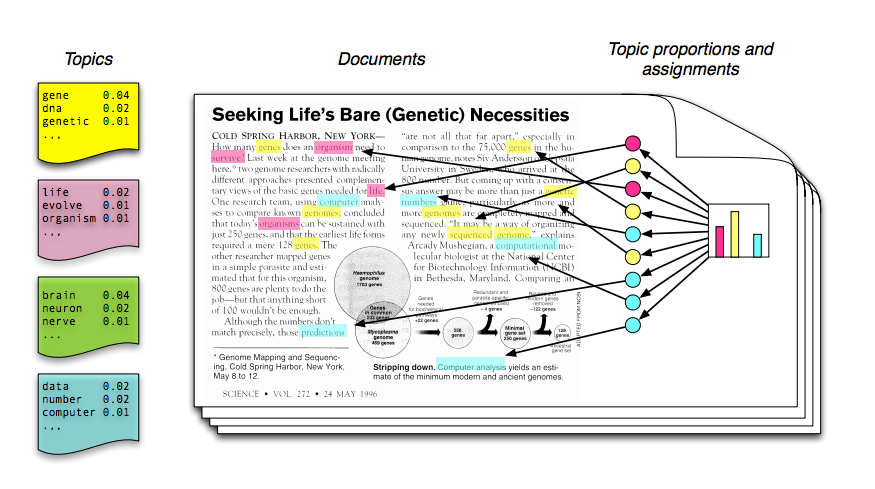 Topics
Documents
Topic proportions and
assignments
gene 0.04
dna 0.02
genetic 0.01
.,,
life 0.02
evolve 0.01
organism 0.01
.,,
brain 0.04
neuron 0.02
nerve 0.01
...
data 0.02
number 0.02
computer 0.01
.,,
Seeking Life's Bare (Genetic) Necessities
COLD SPRING HARBOR, NEW YORK—
How many genes does an organism need to
survive? Last week at the genome meeting
here,* two genome researchers with radically
different approaches presented complemen-
tary views of the basic genes needed for life.
One research team, using computer analy-
ses to compare known genomes, concluded
that today's organisms can be sustained with
just 250 genes, and that the earliest life forms
required a mere 128 genes. The
other researcher mapped genes
in a simple parasite and esti-
mated that for this organism,
800 genes are plenty to do the
job—but that anything short
of 100 wouldn't be enough.
Although the numbers don't
match precisely, those predictions
* Genome Mapping and Sequenc-
ing, Cold Spring Harbor, New York,
May 8 to 12.
"are not all that far apart," especially in
comparison to the 75,000 genes in the hu-
man genome, notes Siv Andersson of Uppsala
University in Sweden, who arrived at the
800 number. But coming up with a consen-
sus answer may be more than just a genetic
numbers game, particularly as more and
more genomes are completely mapped and
sequenced. "It may be a way of organizing
any newly sequenced genome," explains
Arcady Mushegian, a computational mo-
lecular biologist at the National Center
for Biotechnology Information (NCBI)
in Bethesda, Maryland. Comparing an
Haemophilus
genome
1703 genes
Genes
in common
233 genes
Mycoplasma
genome
469 genes
Genes
needed
for biochemical
+22 genes
256
genes
Redundant and
parasite-specific
genes removed
– 4 genes
Minimal
gene set
250 genes
modern genes
removed
–122 genes
128
genes
Ancestral
gene set
ADAPTED FROM NCBI
Stripping down. Computer analysis yields an esti-
mate of the minimum modern and ancient genomes.
SCIENCE • VOL. 272 • 24 MAY 1996